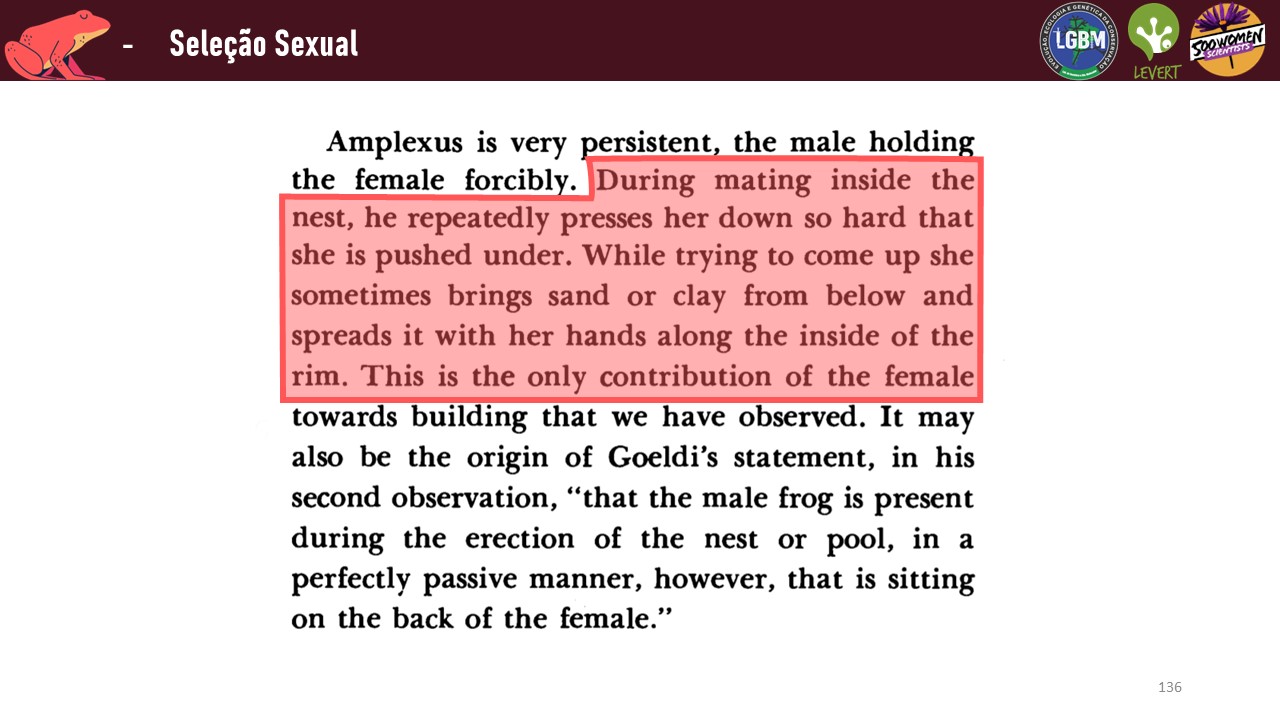 - Seleção Sexual
EVOLUÇÃO, ECOLOGIA E GENÉTICA DA CONSERVAÇÃO
LGBM
LEVERT
500 WOMEN
SCIENTISTS
Amplexus is very persistent, the male holding
the female forcibly. During mating inside the
nest, he repeatedly presses her down so hard that
she is pushed under. While trying to come up she
sometimes brings sand or clay from below and
spreads it with her hands along the inside of the
rim. This is the only contribution of the female
towards building that we have observed. It may
also be the origin of Goeldi’s statement, in his
second observation, “that the male frog is present
during the erection of the nest or pool, in a
perfectly passive manner, however, that is sitting
on the back of the female.”
136